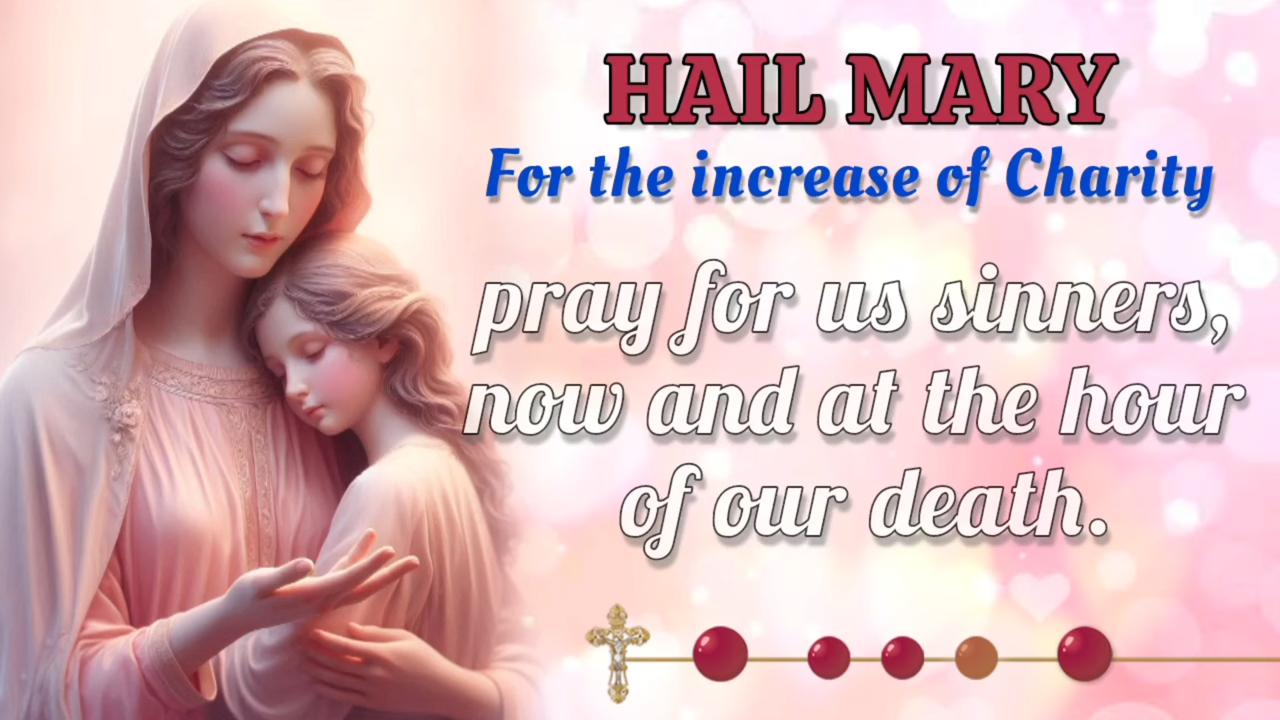 HAIL MARY
For the increase of Charity
pray for us sinners,
now and at the hour
of our death.